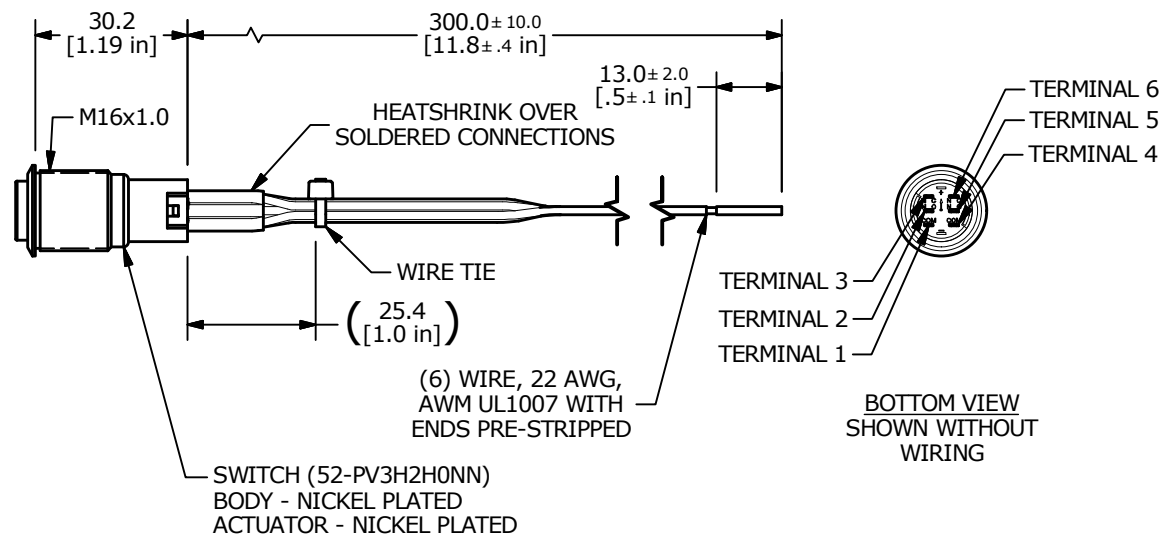 30.2
[1.19 in]
300.0± 10.0
[11.8± .4 in]
13.0± 2.0
[.5± .1 in]
M16x1.0
HEATSHRINK OVER
SOLDERED CONNECTIONS
WIRE TIE
(25.4
[1.0 in])
(6) WIRE, 22 AWG,
AWM UL1007 WITH
ENDS PRE-STRIPPED
SWITCH (52-PV3H2H0NN)
BODY - NICKEL PLATED
ACTUATOR - NICKEL PLATED
TERMINAL 6
TERMINAL 5
TERMINAL 4
TERMINAL 3
TERMINAL 2
TERMINAL 1
BOTTOM VIEW
SHOWN WITHOUT
WIRING